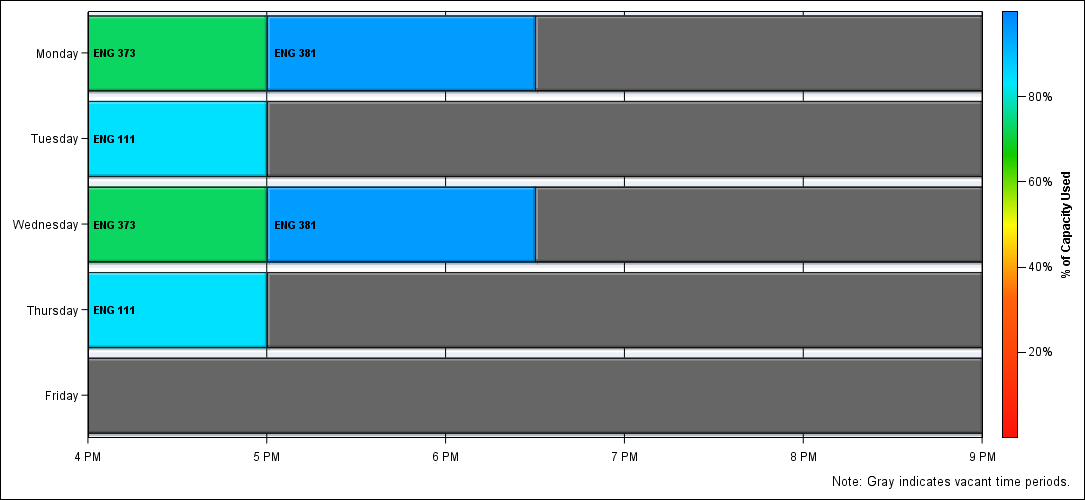 Monday
ENG 373
ENG 381
Tuesday
ENG 111
Wednesday
ENG 373
ENG 381
Thursday
ENG 111
Friday
4 PM
5 PM
6 PM
7 PM
8 PM
9 PM
80%
60%
40%
20%
% of Capacity Used
Note: Gray indicates vacant time periods.